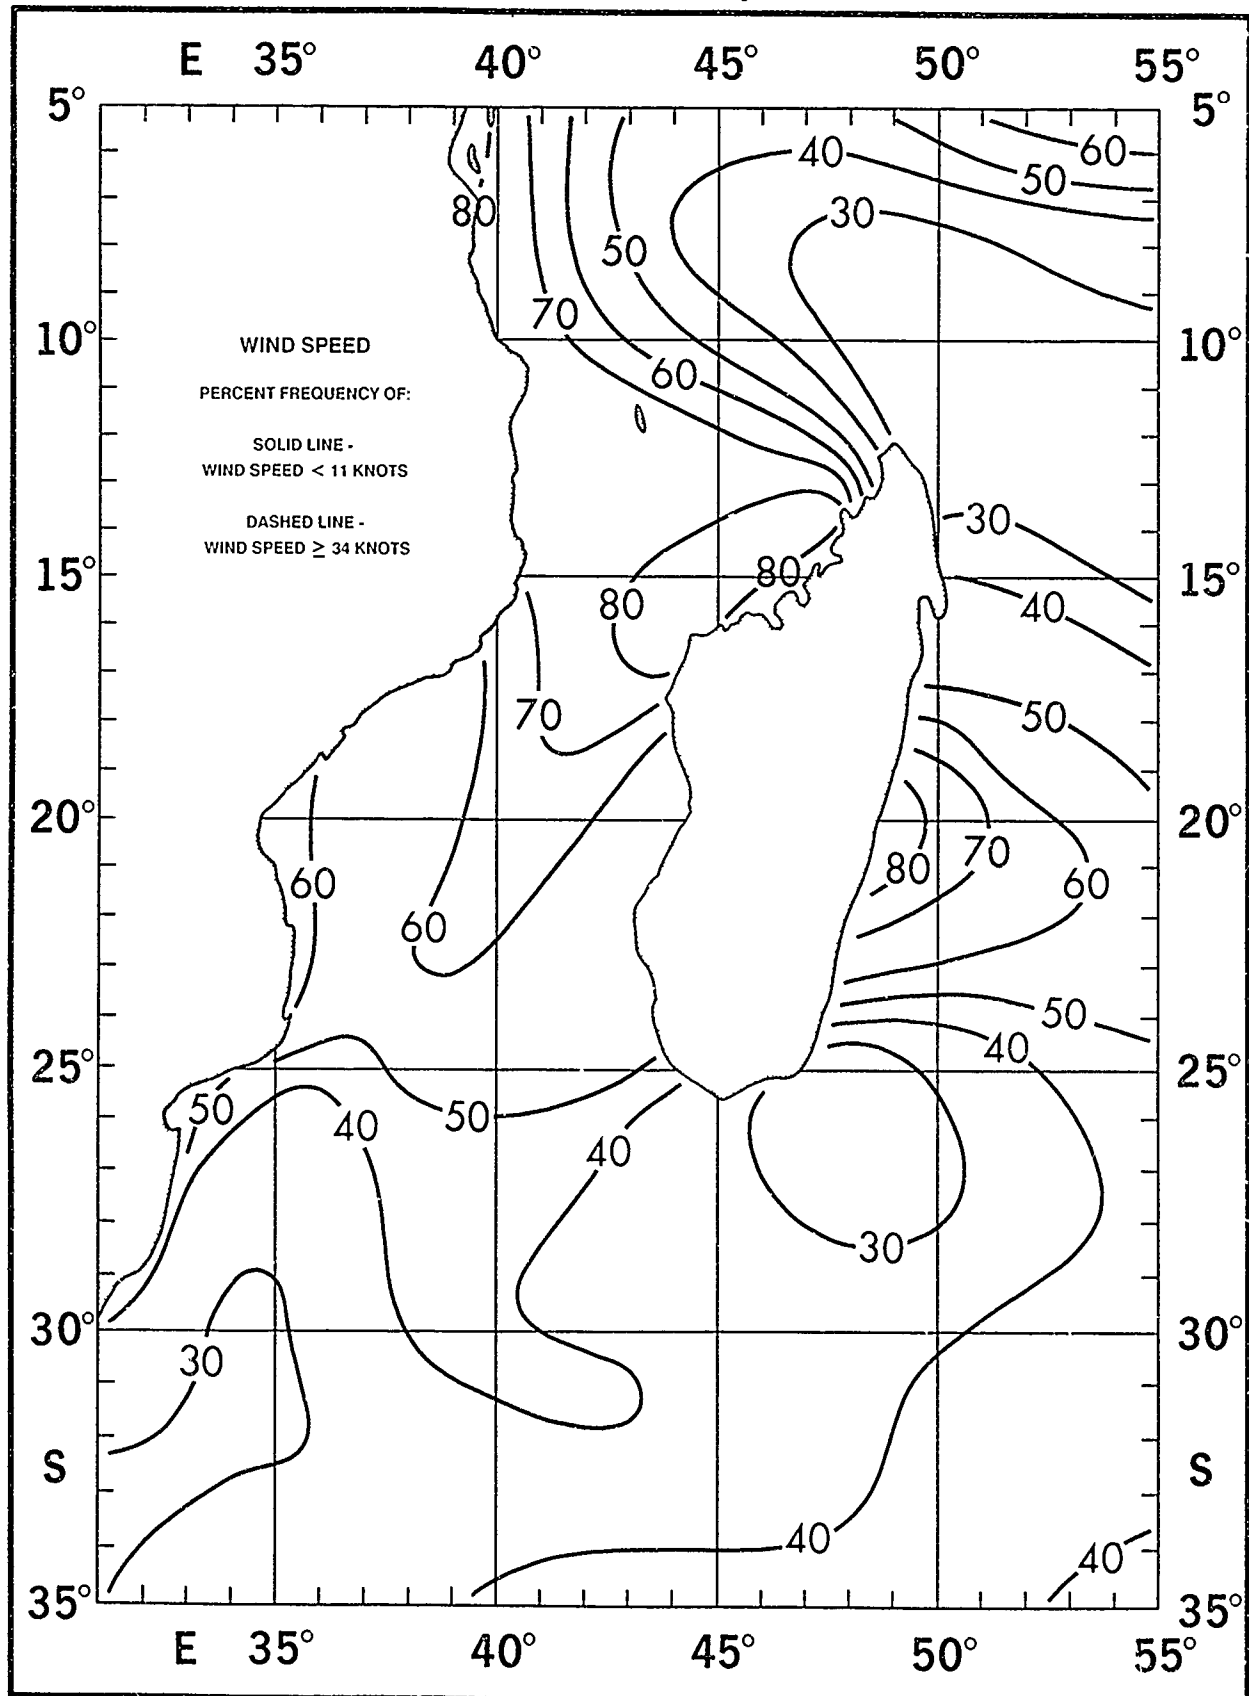 E 35° 40° 45° 50° 55°
5° 5°
40 60
50
80 30
50
70
10° WIND SPEED 10°
60
PERCENT FREQUENCY OF:
SOLID LINE -
WIND SPEED < 11 KNOTS
DASHED LINE - 30
WIND SPEED ≥ 34 KNOTS
15° 80 15°
80 40
70 50
20° 20°
70
80
60 60
60
50
40
25° 25°
50 50
40
40
30
30° 30°
30
S S
40
40
35° 35°
E 35° 40° 45° 50° 55°